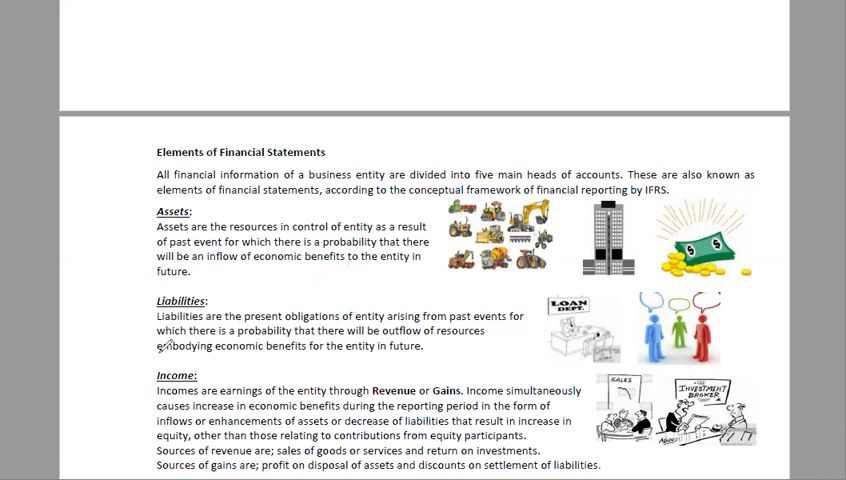 Elements of Financial Statements
All financial information of a business entity are divided into five main heads of accounts. These are also known as
elements of financial statements, according to the conceptual framework of financial reporting by IFRS.
Assets:
Assets are the resources in control of entity as a result
of past event for which there is a probability that there
will be an inflow of economic benefits to the entity in
future.
Liabilities:
Liabilities are the present obligations of entity arising from past events for
which there is a probability that there will be outflow of resources
embodying economic benefits for the entity in future.
LOAN
DEPT.
Income:
Incomes are earnings of the entity through Revenue or Gains. Income simultaneously
causes increase in economic benefits during the reporting period in the form of
inflows or enhancements of assets or decrease of liabilities that result in increase in
equity, other than those relating to contributions from equity participants.
Sources of revenue are; sales of goods or services and return on investments.
Sources of gains are; profit on disposal of assets and discounts on settlement of liabilities.
SALES
INVESTMENT
BROKER